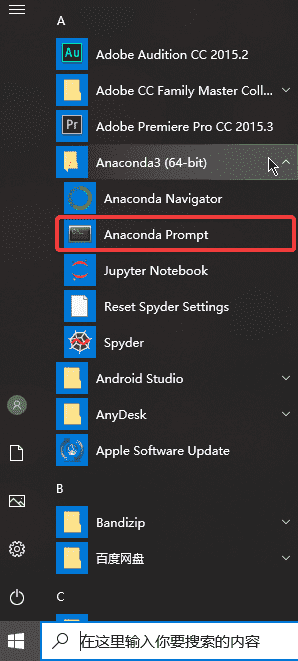 A
Au
Adobe Audition CC 2015.2
Adobe CC Family Master Coll...
Pr
Adobe Premiere Pro CC 2015.3
Anaconda3 (64-bit)
Anaconda Navigator
Anaconda Prompt
Jupyter Notebook
Reset Spyder Settings
Spyder
Android Studio
AnyDesk
Apple Software Update
B
Bandizip
百度网盘
C
在这里输入你要搜索的内容